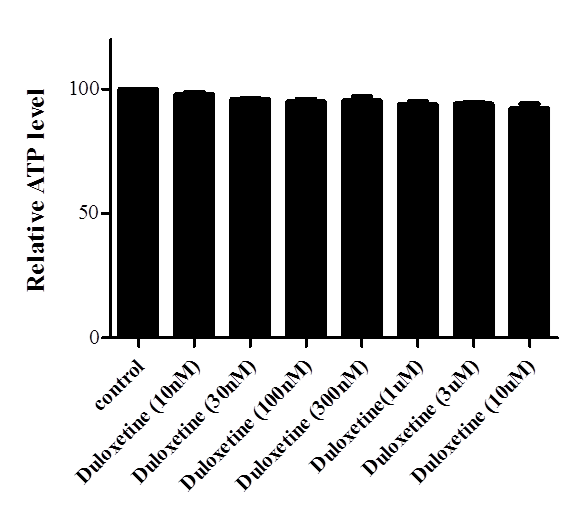 Relative ATP level
100
50
0
control
Duloxetine (10nM)
Duloxetine (30nM)
Duloxetine (100nM)
Duloxetine (300nM)
Duloxetine(1uM)
Duloxetine (3uM)
Duloxetine (10uM)